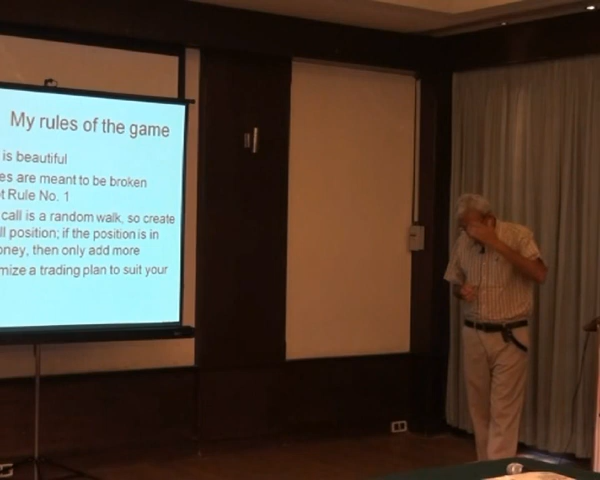 My rules of the game
is beautiful
es are meant to be broken
t Rule No. 1
call is a random walk, so create
ll position; if the position is in
oney, then only add more
mize a trading plan to suit your